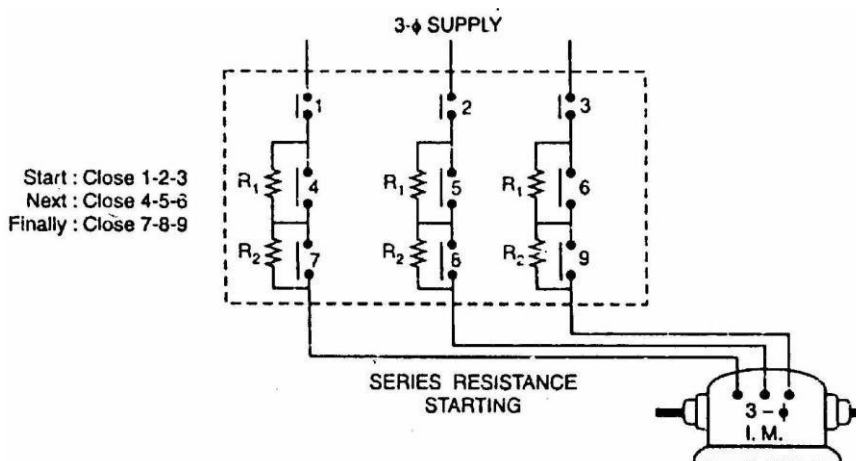 3-ϕ SUPPLY
1 2 3
Start : Close 1-2-3
Next : Close 4-5-6
Finally : Close 7-8-9
R1 4 R1 5 R1 6
R2 7 R2 8 R2 9
SERIES RESISTANCE
STARTING
3 - ϕ
I. M.